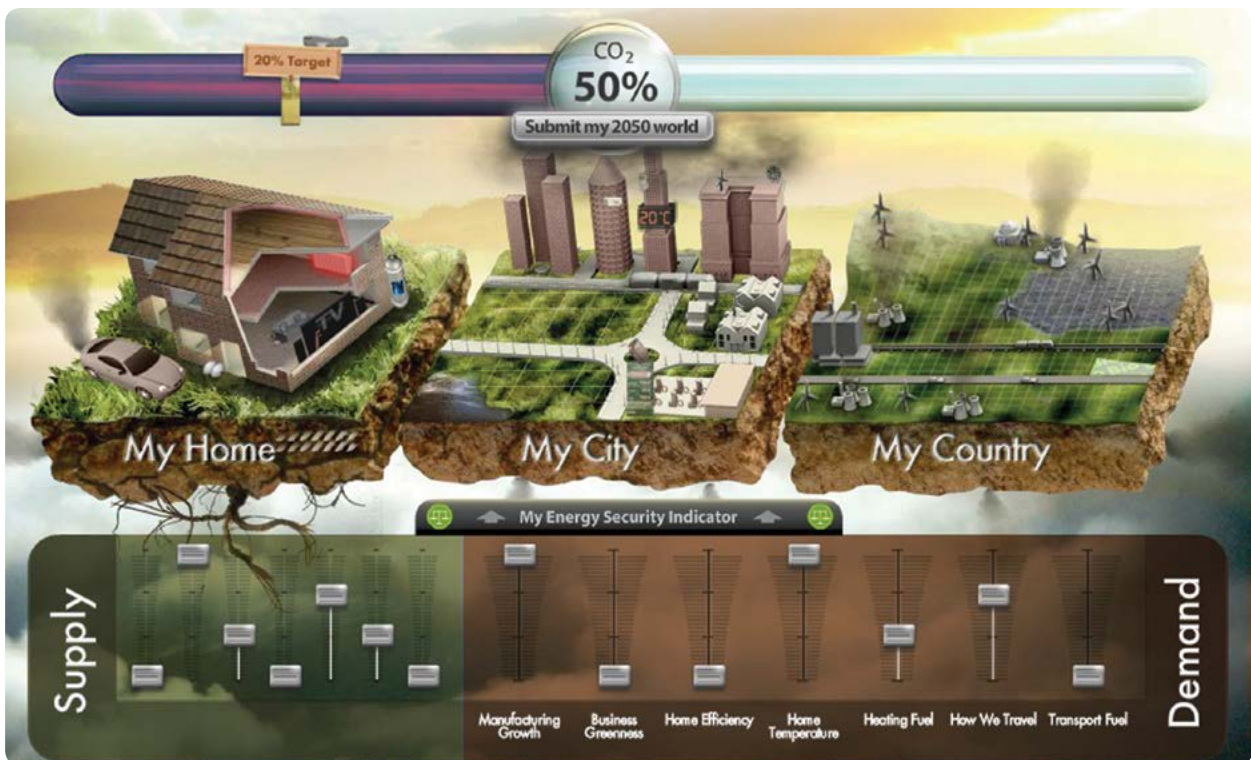 20% Target
CO₂
50%
Submit my 2050 world
20°C
TV
My Home
My City
My Country
My Energy Security Indicator
Supply
Manufacturing
Growth
Business
Greenness
Home Efficiency
Home
Temperature
Heating Fuel
How We Travel
Transport Fuel
Demand